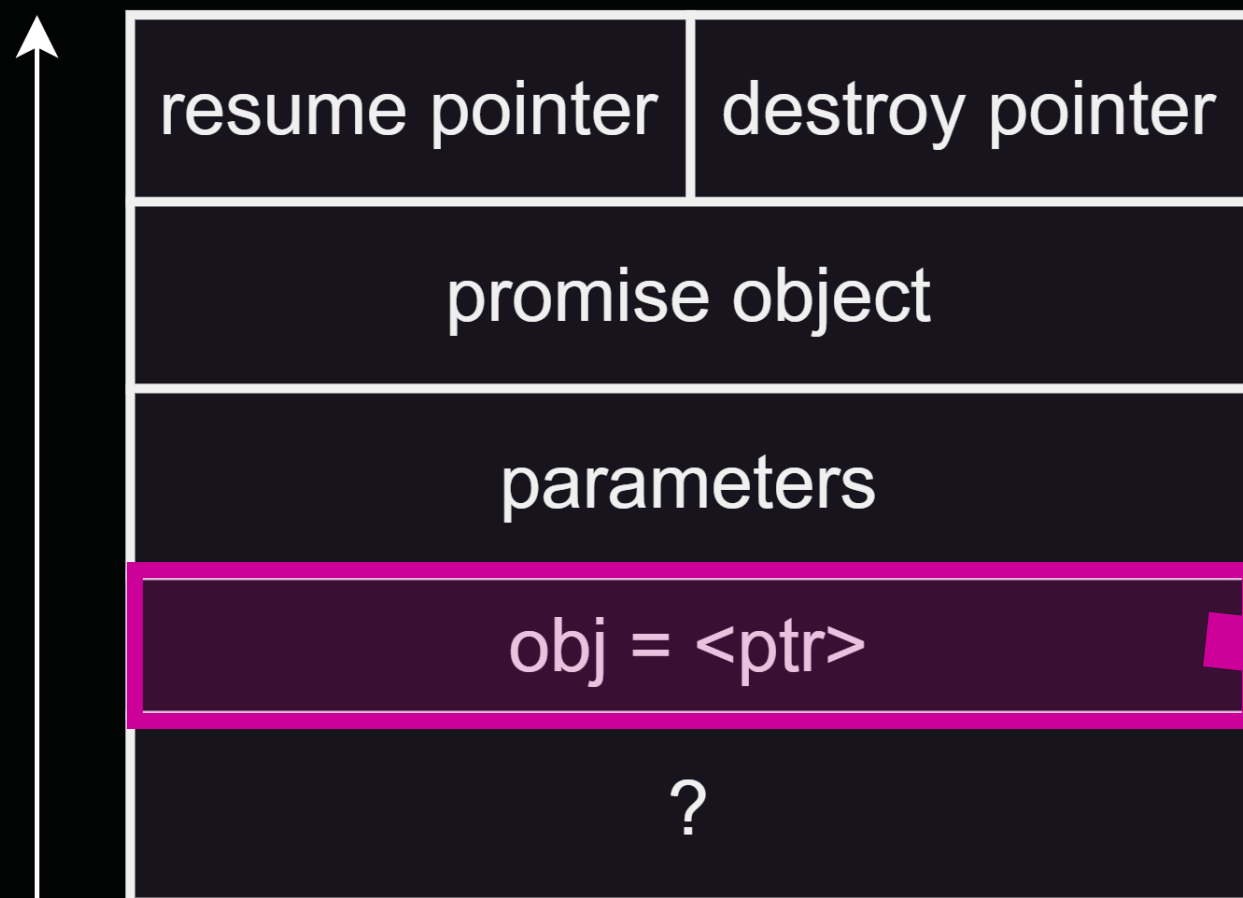 resume pointer destroy pointer
promise object
parameters
obj = <ptr>
?